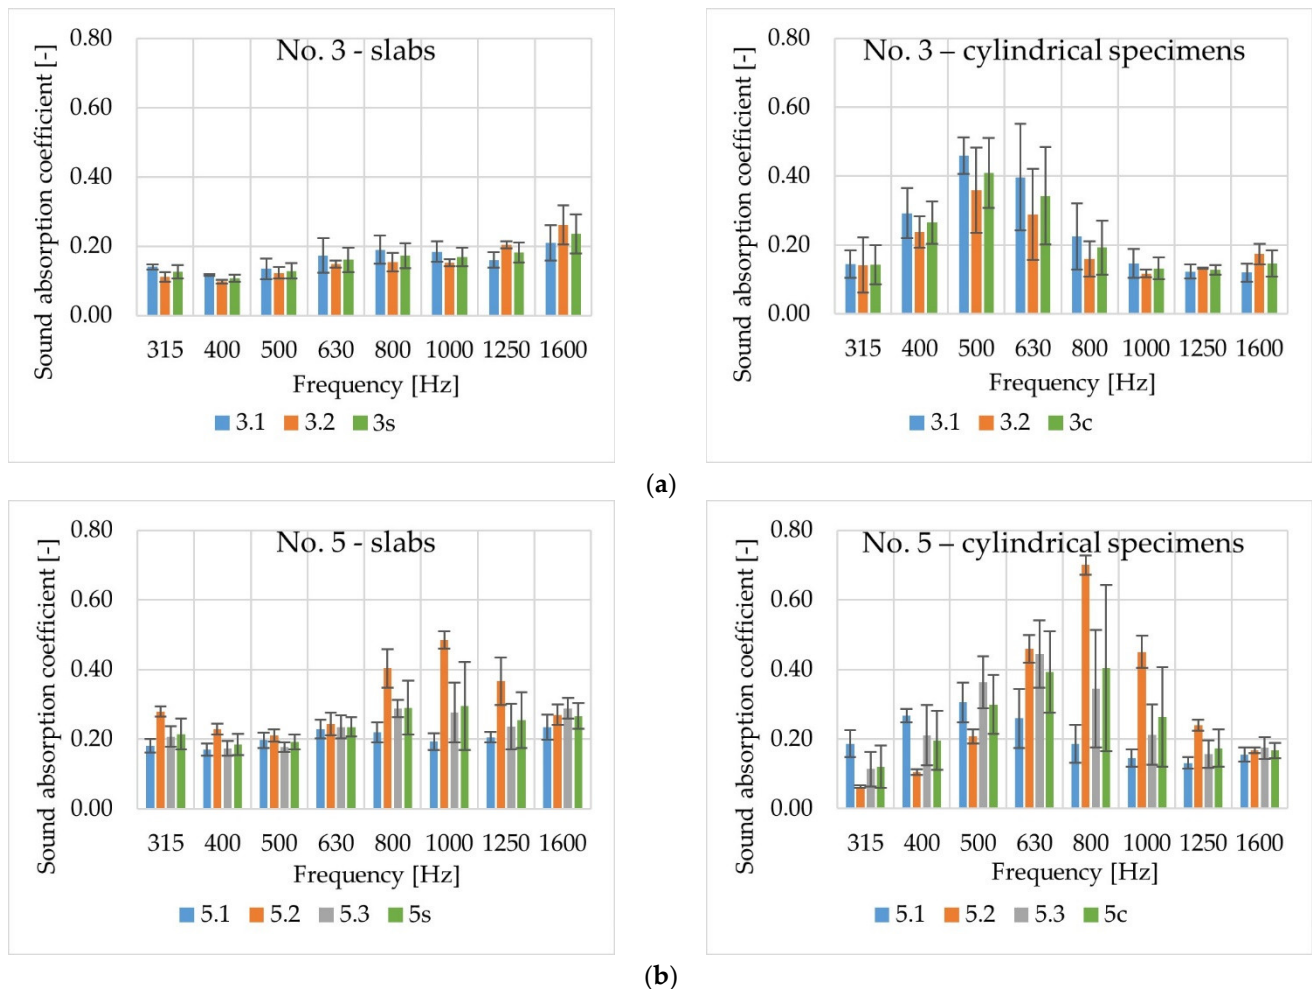 No. 3 - slabs
Sound absorption coefficient [-]
0.80
0.60
0.40
0.20
0.00
315 400 500 630 800 1000 1250 1600
Frequency [Hz]
3.1 3.2 3s
No. 3 – cylindrical specimens
Sound absorption coefficient [-]
0.80
0.60
0.40
0.20
0.00
315 400 500 630 800 1000 1250 1600
Frequency [Hz]
3.1 3.2 3c
(a)
No. 5 - slabs
Sound absorption coefficient [-]
0.80
0.60
0.40
0.20
0.00
315 400 500 630 800 1000 1250 1600
Frequency [Hz]
5.1 5.2 5.3 5s
No. 5 – cylindrical specimens
Sound absorption coefficient [-]
0.80
0.60
0.40
0.20
0.00
315 400 500 630 800 1000 1250 1600
Frequency [Hz]
5.1 5.2 5.3 5c
(b)